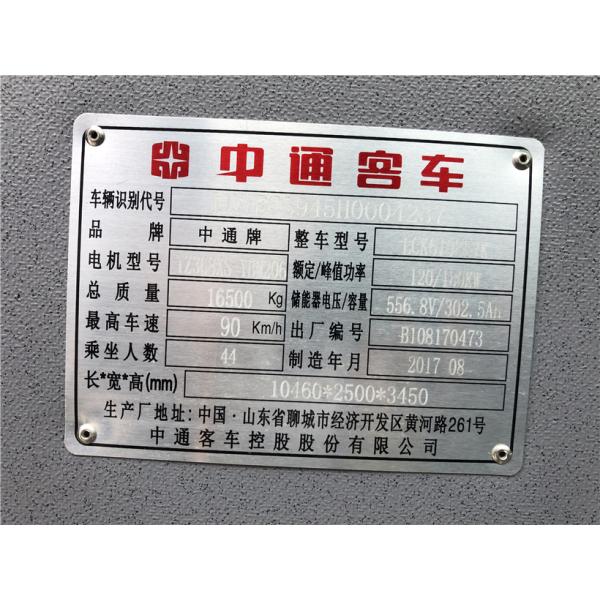 中通客车
车辆识别代号
品牌 中通牌 整车型号
电机型号 额定/峰值功率
总质量 16500 Kg 储能器电压/容量 556.8V/302.5Ah
最高车速 90 Km/h 出厂编号 B108170473
乘坐人数 44 制造年月 2017 08
长*宽*高(mm) 10460*2500*3450
生产厂地址: 中国·山东省聊城市经济开发区黄河路261号
中通客车控股股份有限公司